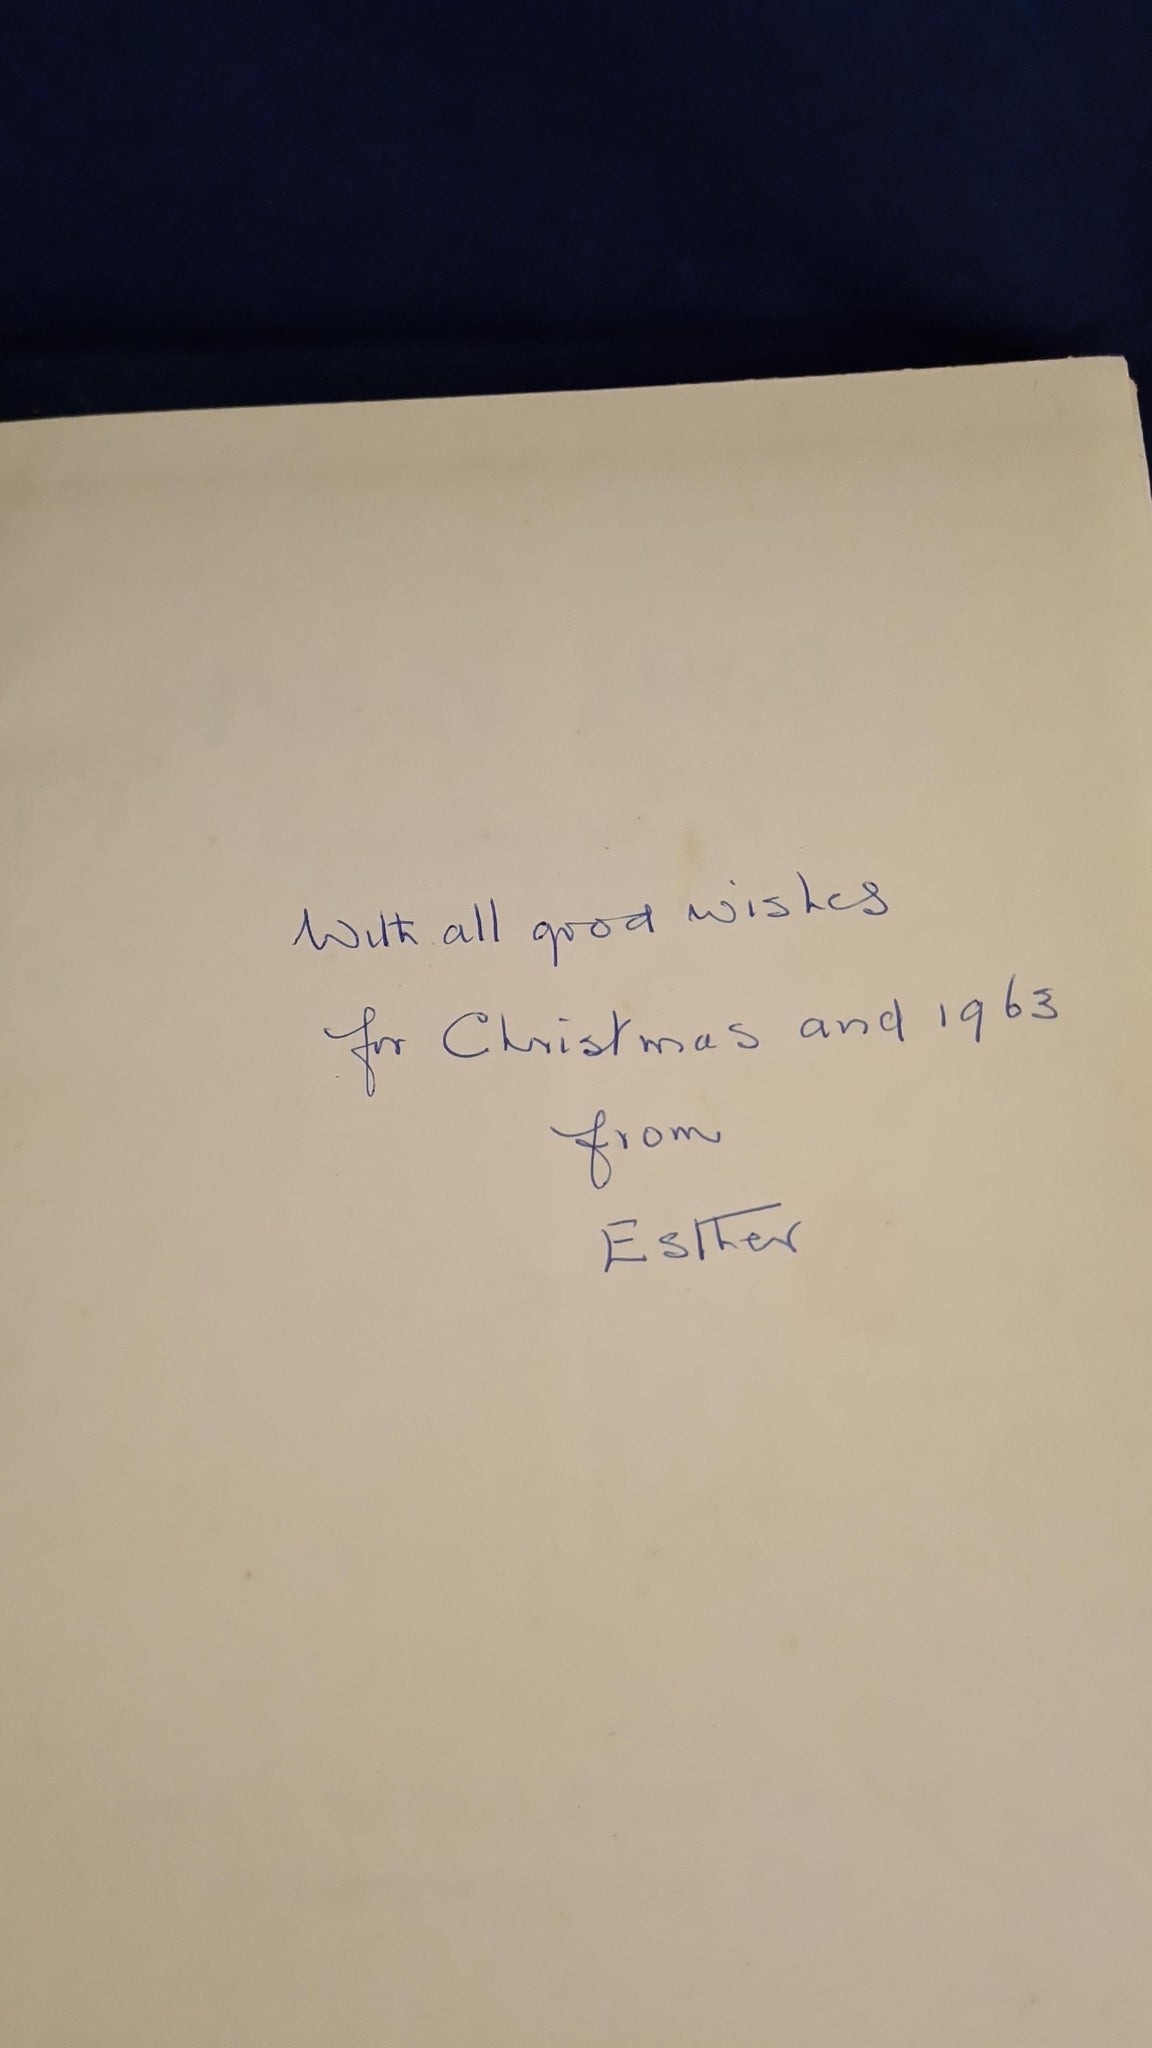 With all good wishes
for Christmas and 1963
from
Esther